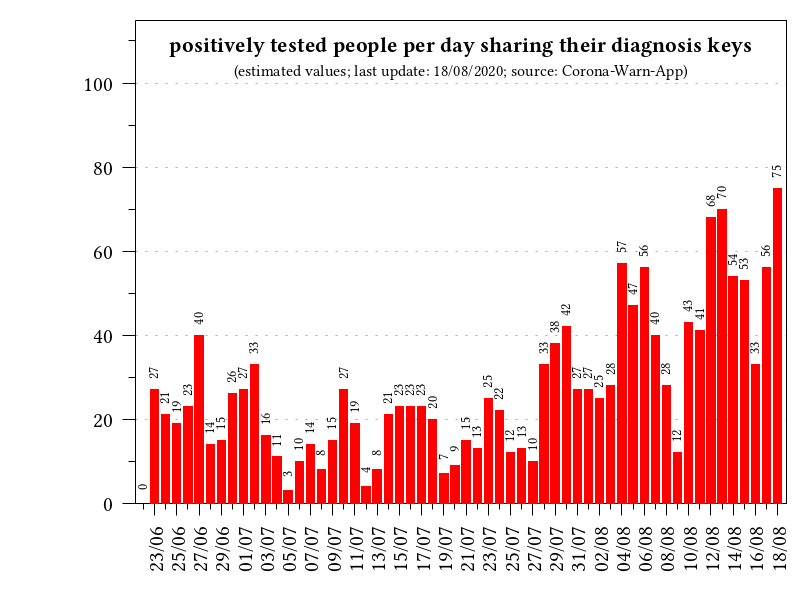 positively tested people per day sharing their diagnosis keys
(estimated values; last update: 18/08/2020; source: Corona-Warn-App)
100
80
60
40
20
0
0 27 21 19 23 40 14 15 26 27 33 16 11 3 10 14 8 15 27 19 4 8 21 23 23 23 20 7 9 15 13 25 22 12 13 10 33 38 42 27 27 25 28 57 47 56 40 28 12 43 41 68 70 54 53 33 56 75
23/06 25/06 27/06 29/06 01/07 03/07 05/07 07/07 09/07 11/07 13/07 15/07 17/07 19/07 21/07 23/07 25/07 27/07 29/07 31/07 02/08 04/08 06/08 08/08 10/08 12/08 14/08 16/08 18/08